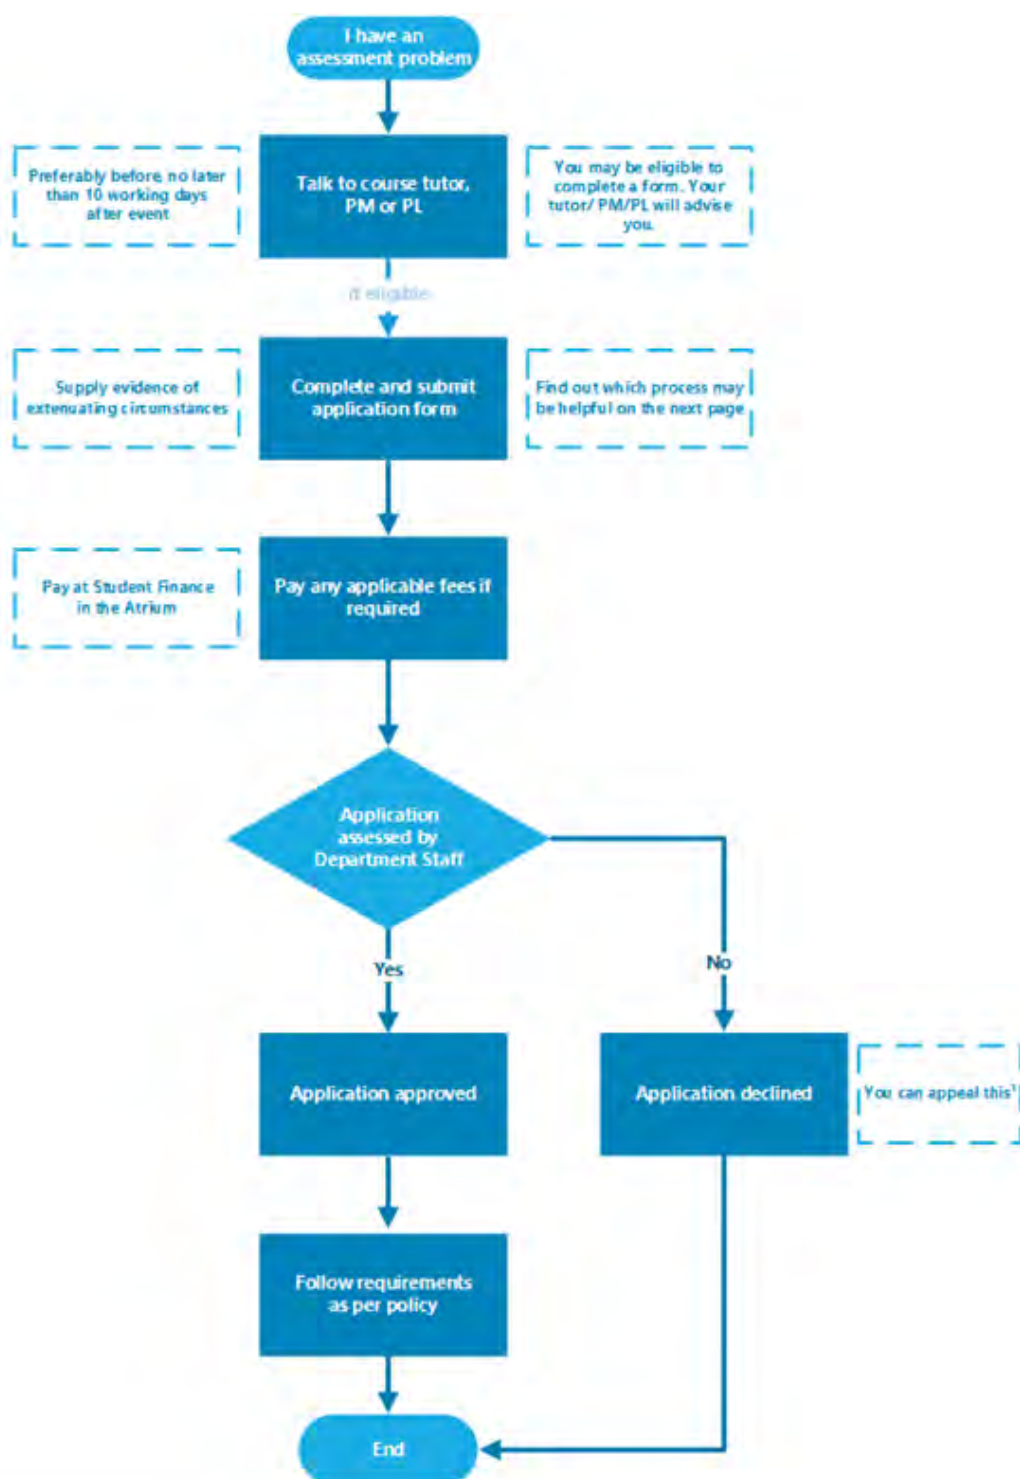 I have an
assessment problem
Preferably before, no later
than 10 working days
after event
Talk to course tutor,
PM or PL
You may be eligible to
complete a form. Your
tutor/ PM/PL will advise
you.
if eligible
Supply evidence of
extenuating circumstances
Complete and submit
application form
Find out which process may
be helpful on the next page
Pay at Student Finance
in the Atrium
Pay any applicable fees if
required
Application
assessed by
Department Staff
Yes
No
Application approved
Application declined
You can appeal this¹
Follow requirements
as per policy
End